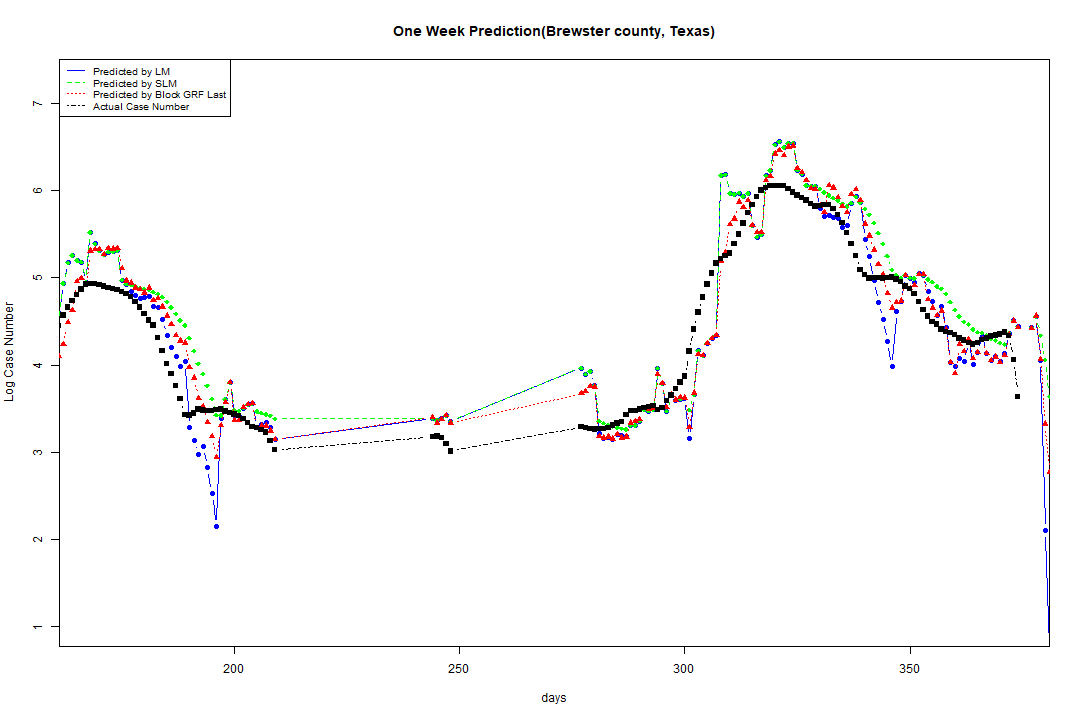 One Week Prediction(Brewster county, Texas)
Predicted by LM
Predicted by SLM
Predicted by Block GRF Last
Actual Case Number
7
6
5
4
3
2
1
Log Case Number
200
250
300
350
days